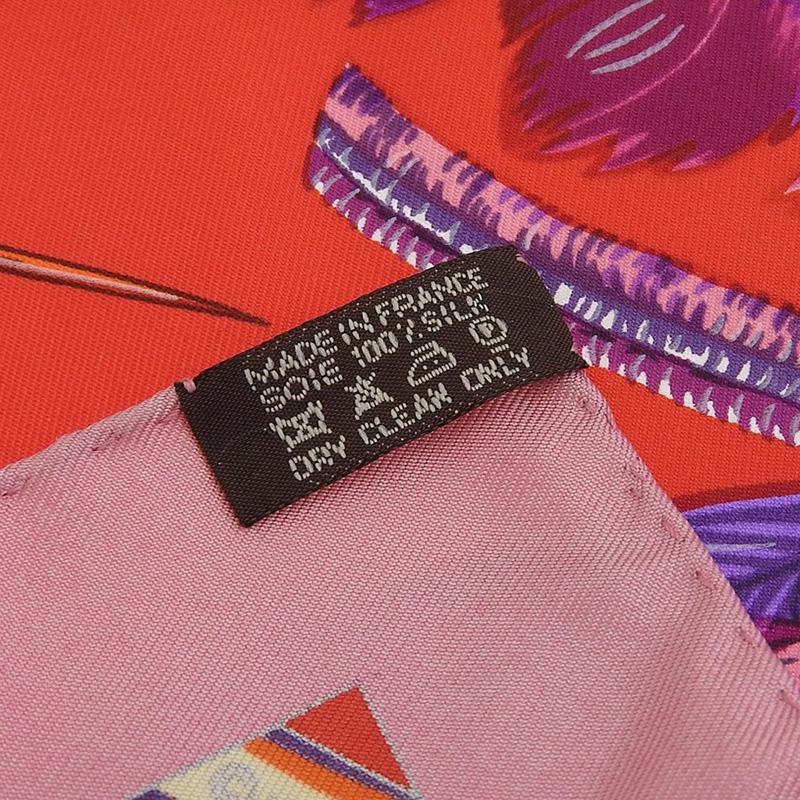 MADE IN FRANCE
SOIE 100% SILK
DRY CLEAN ONLY
©